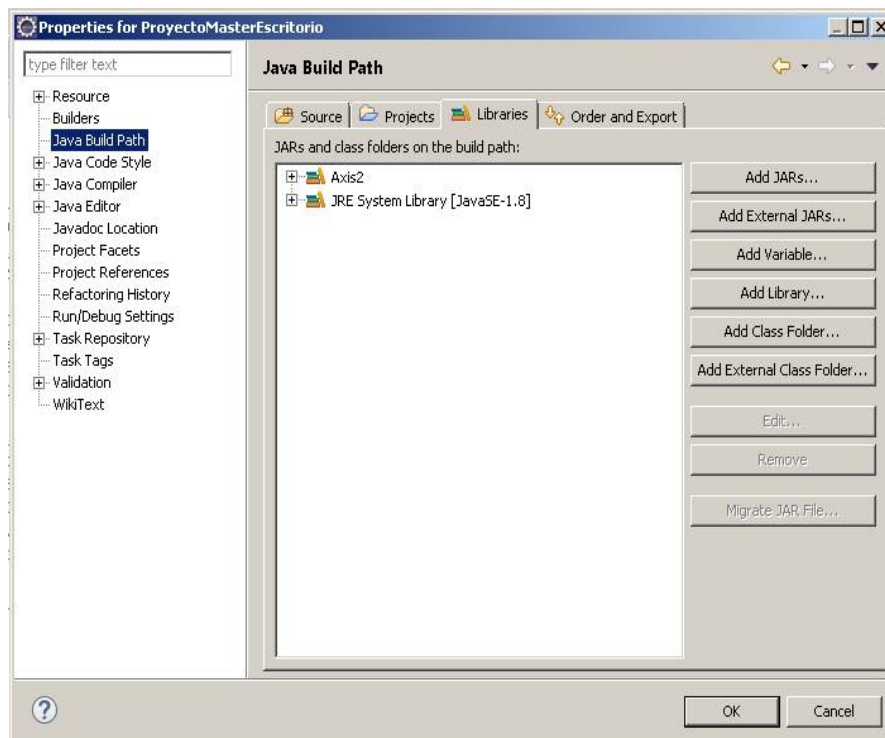 Properties for ProyectoMasterEscritorio
type filter text
Resource
Builders
Java Build Path
Java Code Style
Java Compiler
Java Editor
Javadoc Location
Project Facets
Project References
Refactoring History
Run/Debug Settings
Task Repository
Task Tags
Validation
WikiText
Java Build Path
Source Projects Libraries Order and Export
JARs and class folders on the build path:
Axis2
JRE System Library [JavaSE-1.8]
Add JARs...
Add External JARs...
Add Variable...
Add Library...
Add Class Folder...
Add External Class Folder...
Edit...
Remove
Migrate JAR File...
OK Cancel